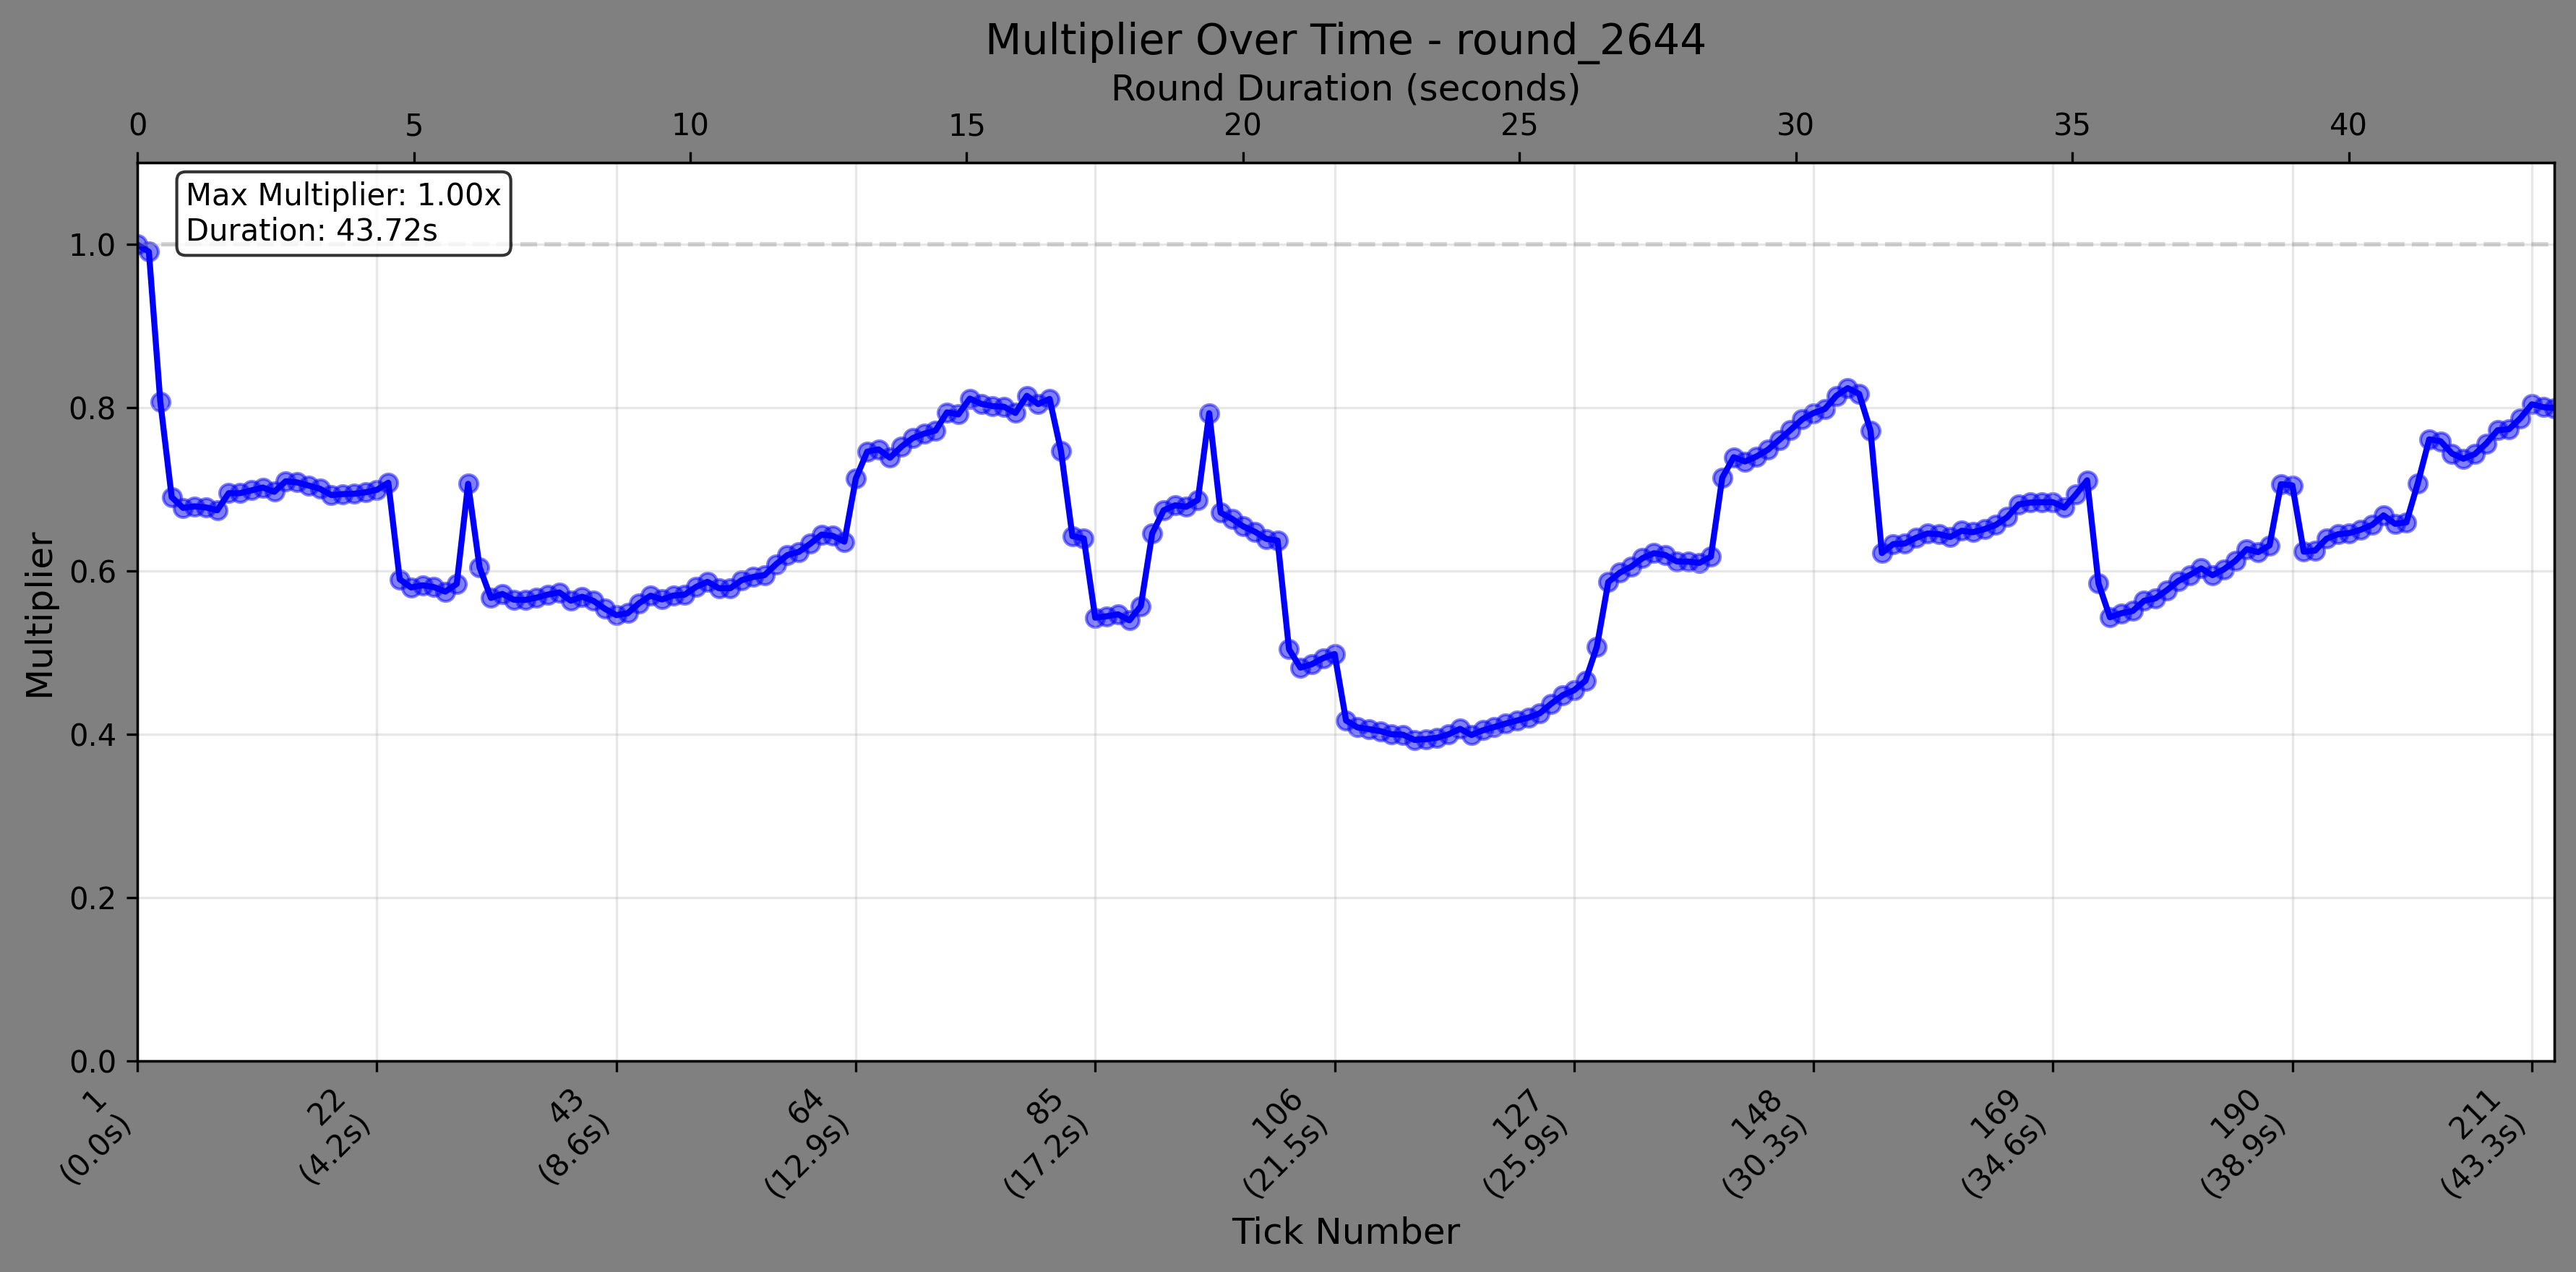 Multiplier Over Time - round_2644
Round Duration (seconds)
0 5 10 15 20 25 30 35 40
Max Multiplier: 1.00x
Duration: 43.72s
Multiplier
1.0
0.8
0.6
0.4
0.2
0.0
1
(0.0s)
22
(4.2s)
43
(8.6s)
64
(12.9s)
85
(17.2s)
106
(21.5s)
127
(25.9s)
148
(30.3s)
169
(34.6s)
190
(38.9s)
211
(43.3s)
Tick Number